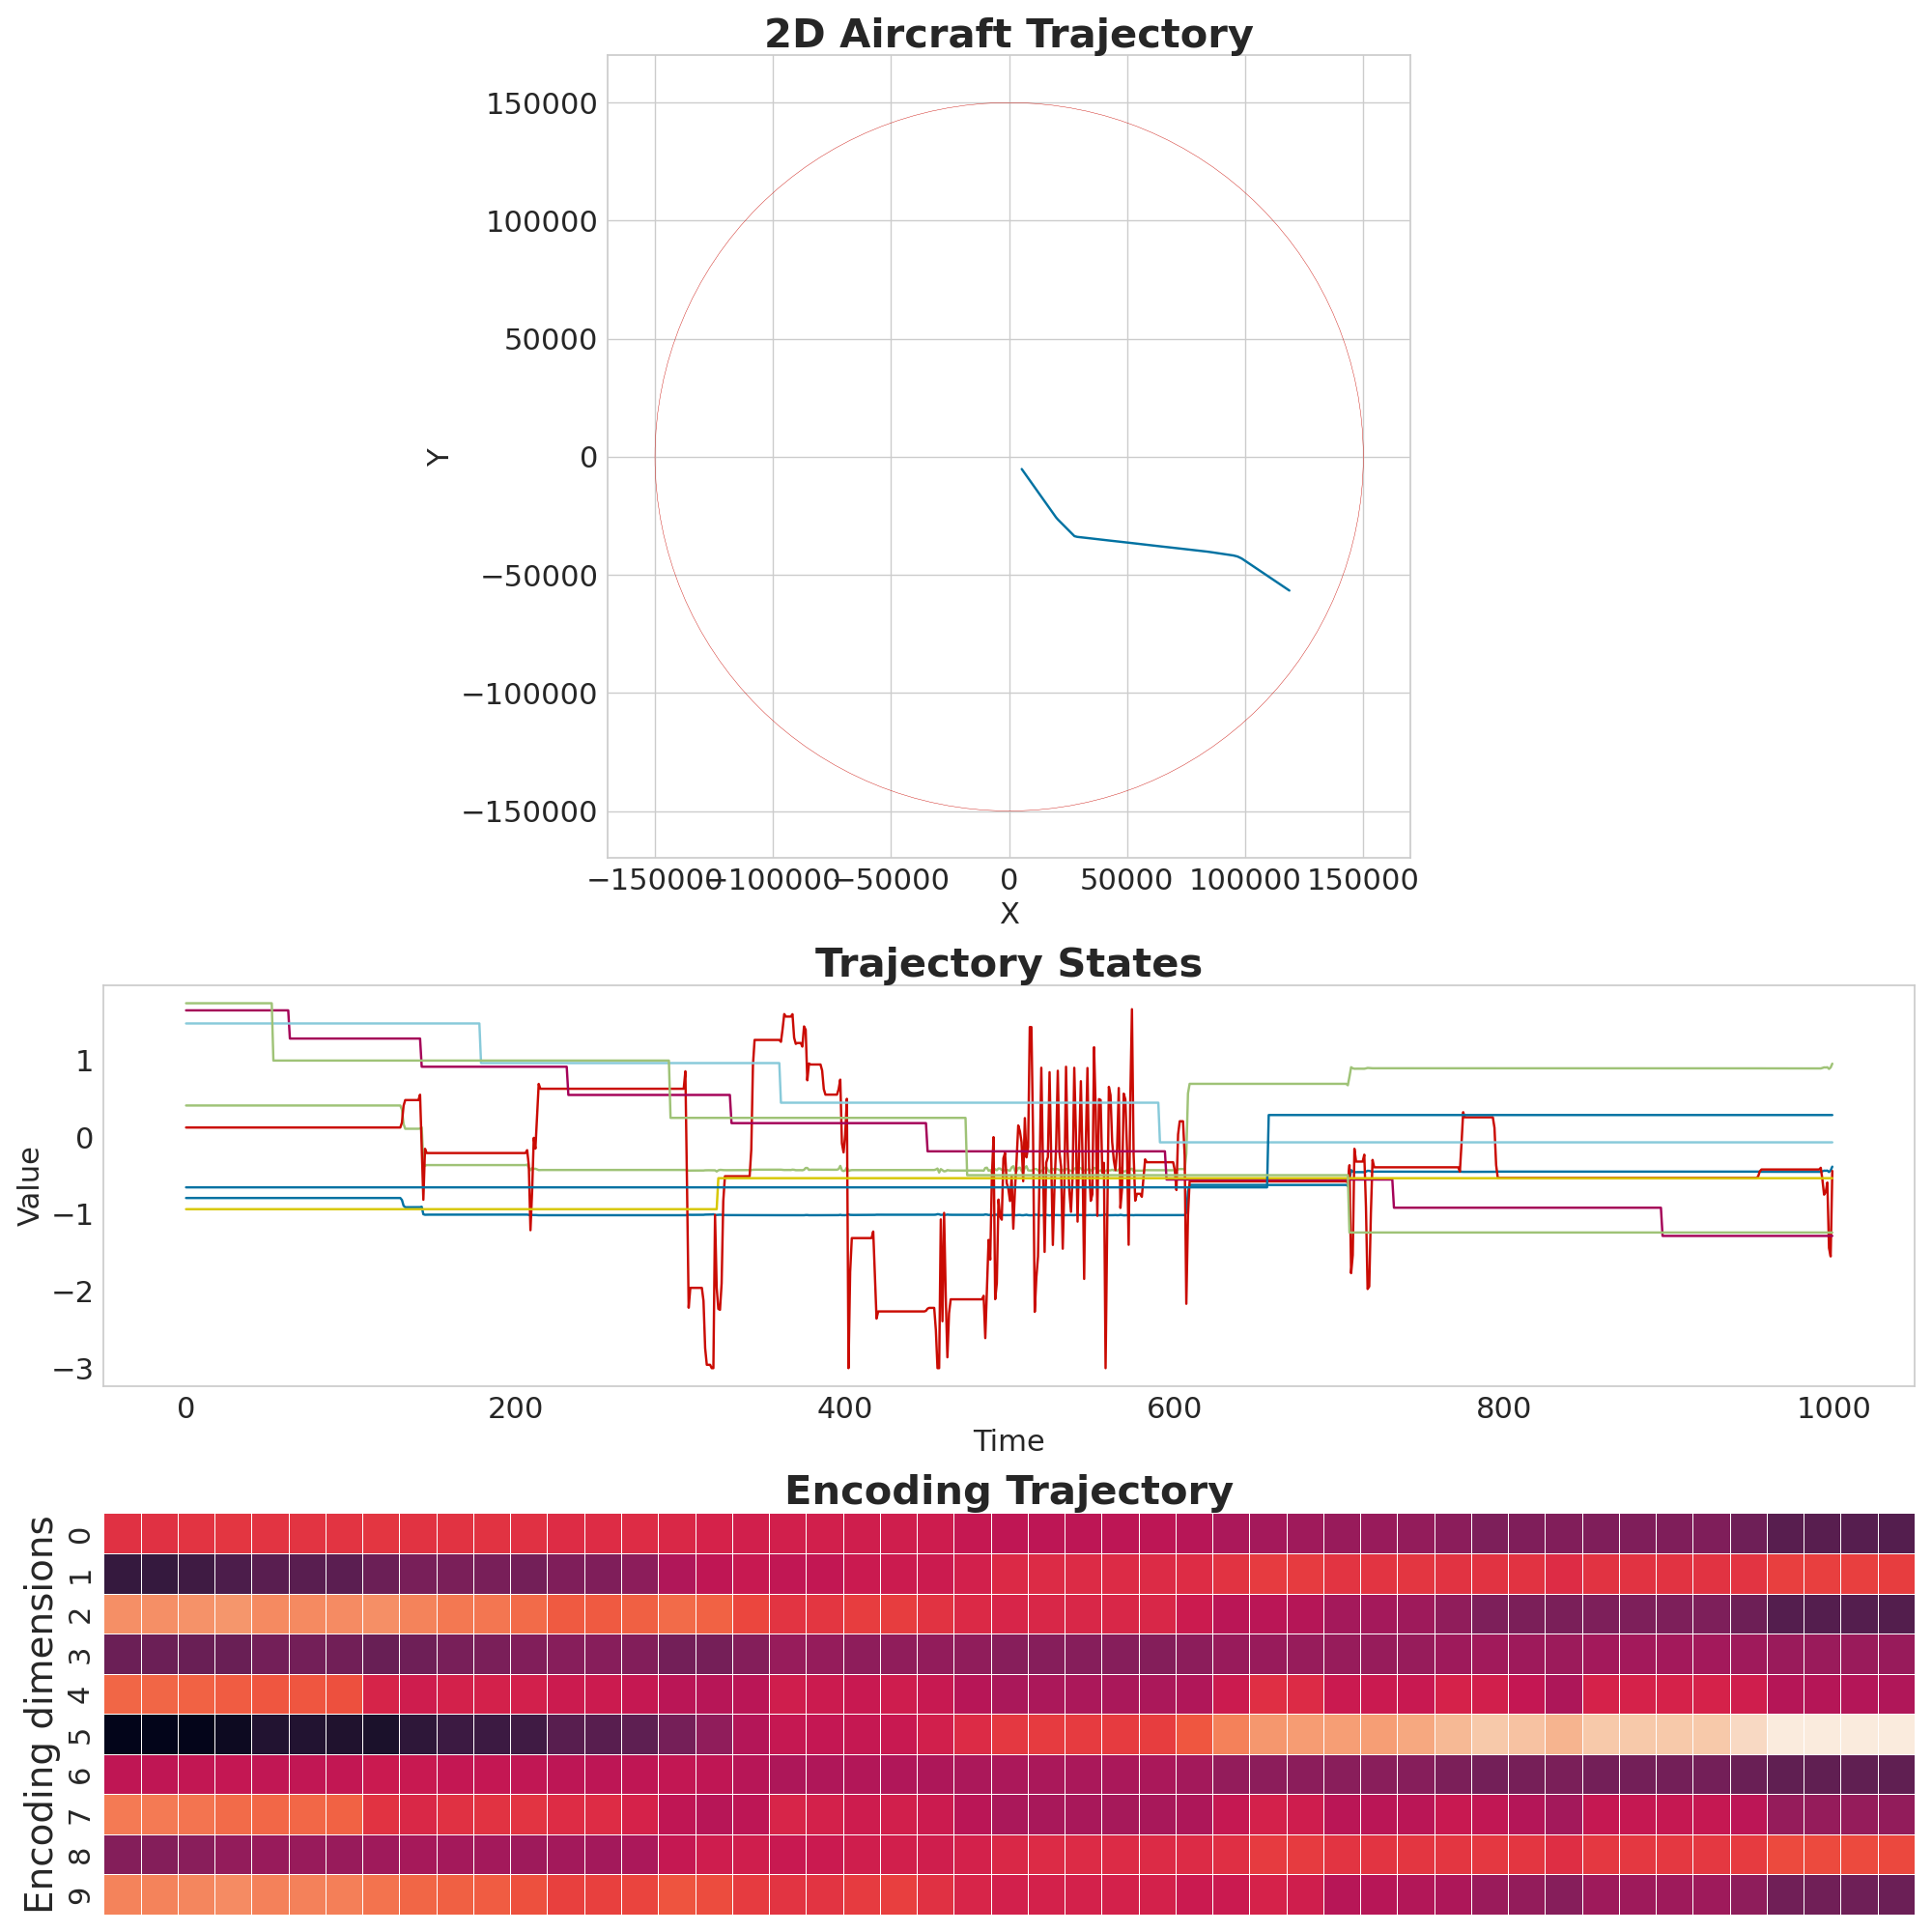 2D Aircraft Trajectory
150000
100000
50000
0
−50000
−100000
−150000
Y
−150000 −100000 −50000 0 50000 100000 150000
X
Trajectory States
1
0
−1
−2
−3
Value
0 200 400 600 800 1000
Time
Encoding Trajectory
Encoding dimensions
0
1
2
3
4
5
6
7
8
9